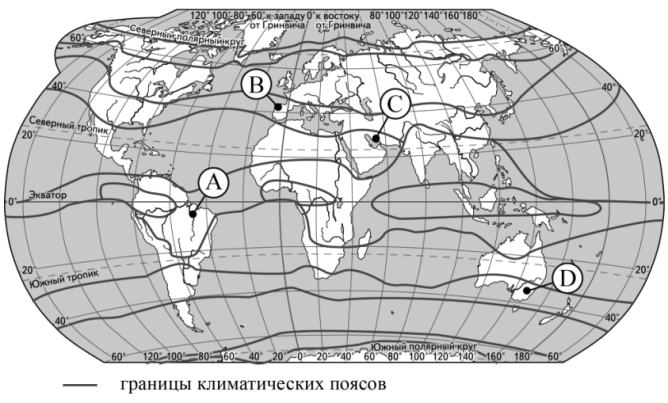 120° 100° 80° 60° к западу 0° к востоку 80° 100° 120° 140° 160° 180°
от Гринвича от Гринвича
Северный полярный круг
60° 60°
B
40° 40°
C
Северный тропик
20° 20°
A
Экватор
0° 0°
D
20° 20°
Южный тропик
40° 40°
Южный полярный круг
60° 120° 100° 80° 60° 40° 20° 0° 20° 40° 60° 80° 100° 120° 140° 160° 180° 60°
границы климатических поясов